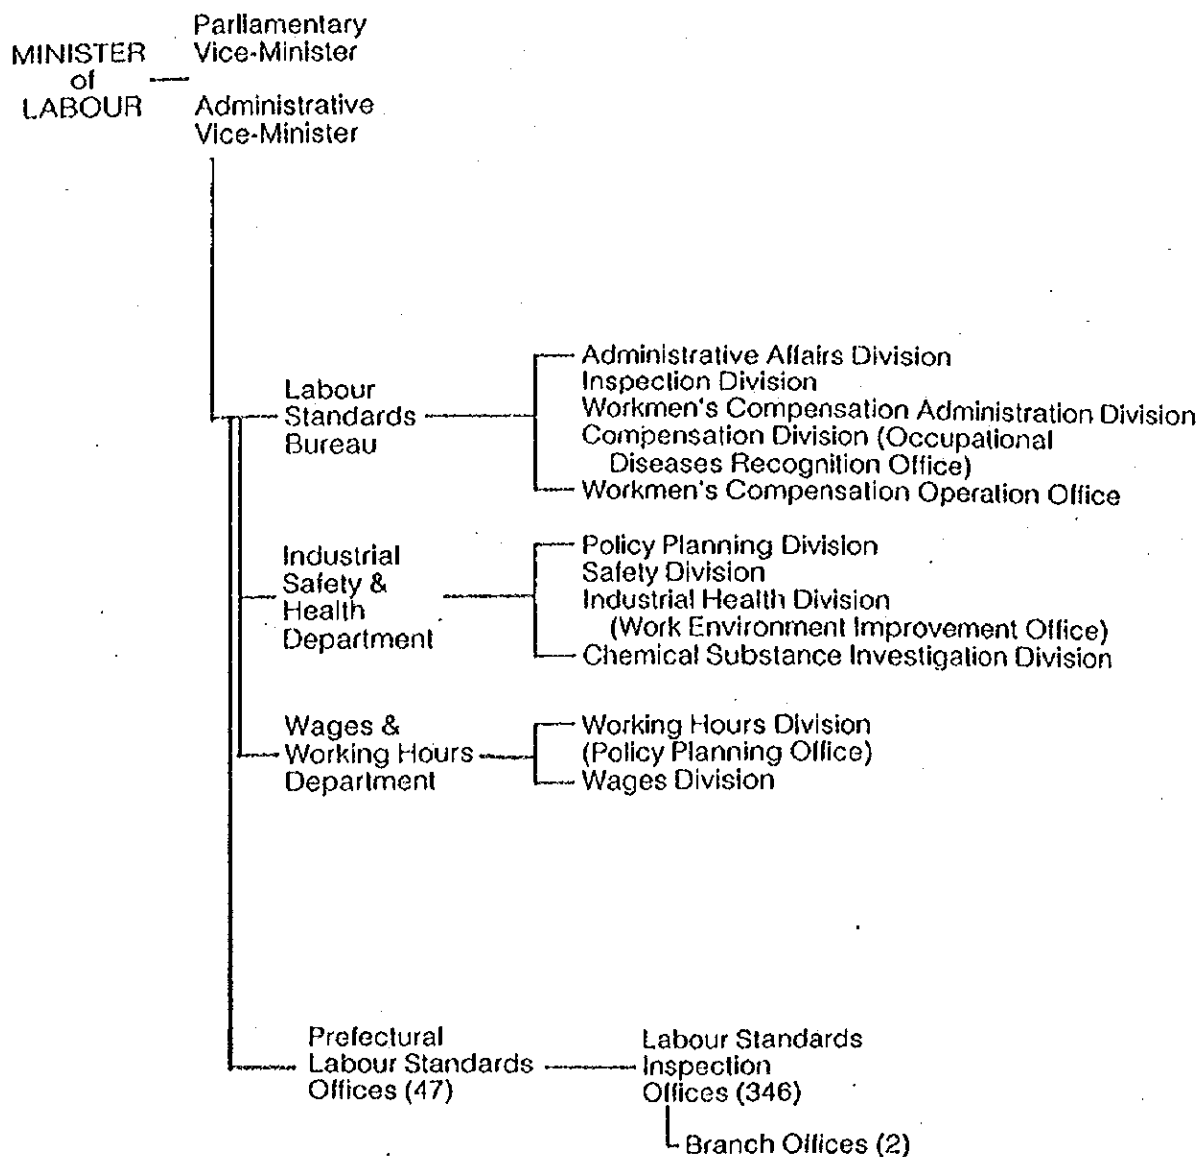 Parliamentary
Vice-Minister
MINISTER
of
LABOUR
Administrative
Vice-Minister
Labour
Standards
Bureau
Administrative Affairs Division
Inspection Division
Workmen's Compensation Administration Division
Compensation Division (Occupational
Diseases Recognition Office)
Workmen's Compensation Operation Office
Industrial
Safety &
Health
Department
Policy Planning Division
Safety Division
Industrial Health Division
(Work Environment Improvement Office)
Chemical Substance Investigation Division
Wages &
Working Hours
Department
Working Hours Division
(Policy Planning Office)
Wages Division
Prefectural
Labour Standards
Offices (47)
Labour Standards
Inspection
Offices (346)
Branch Offices (2)